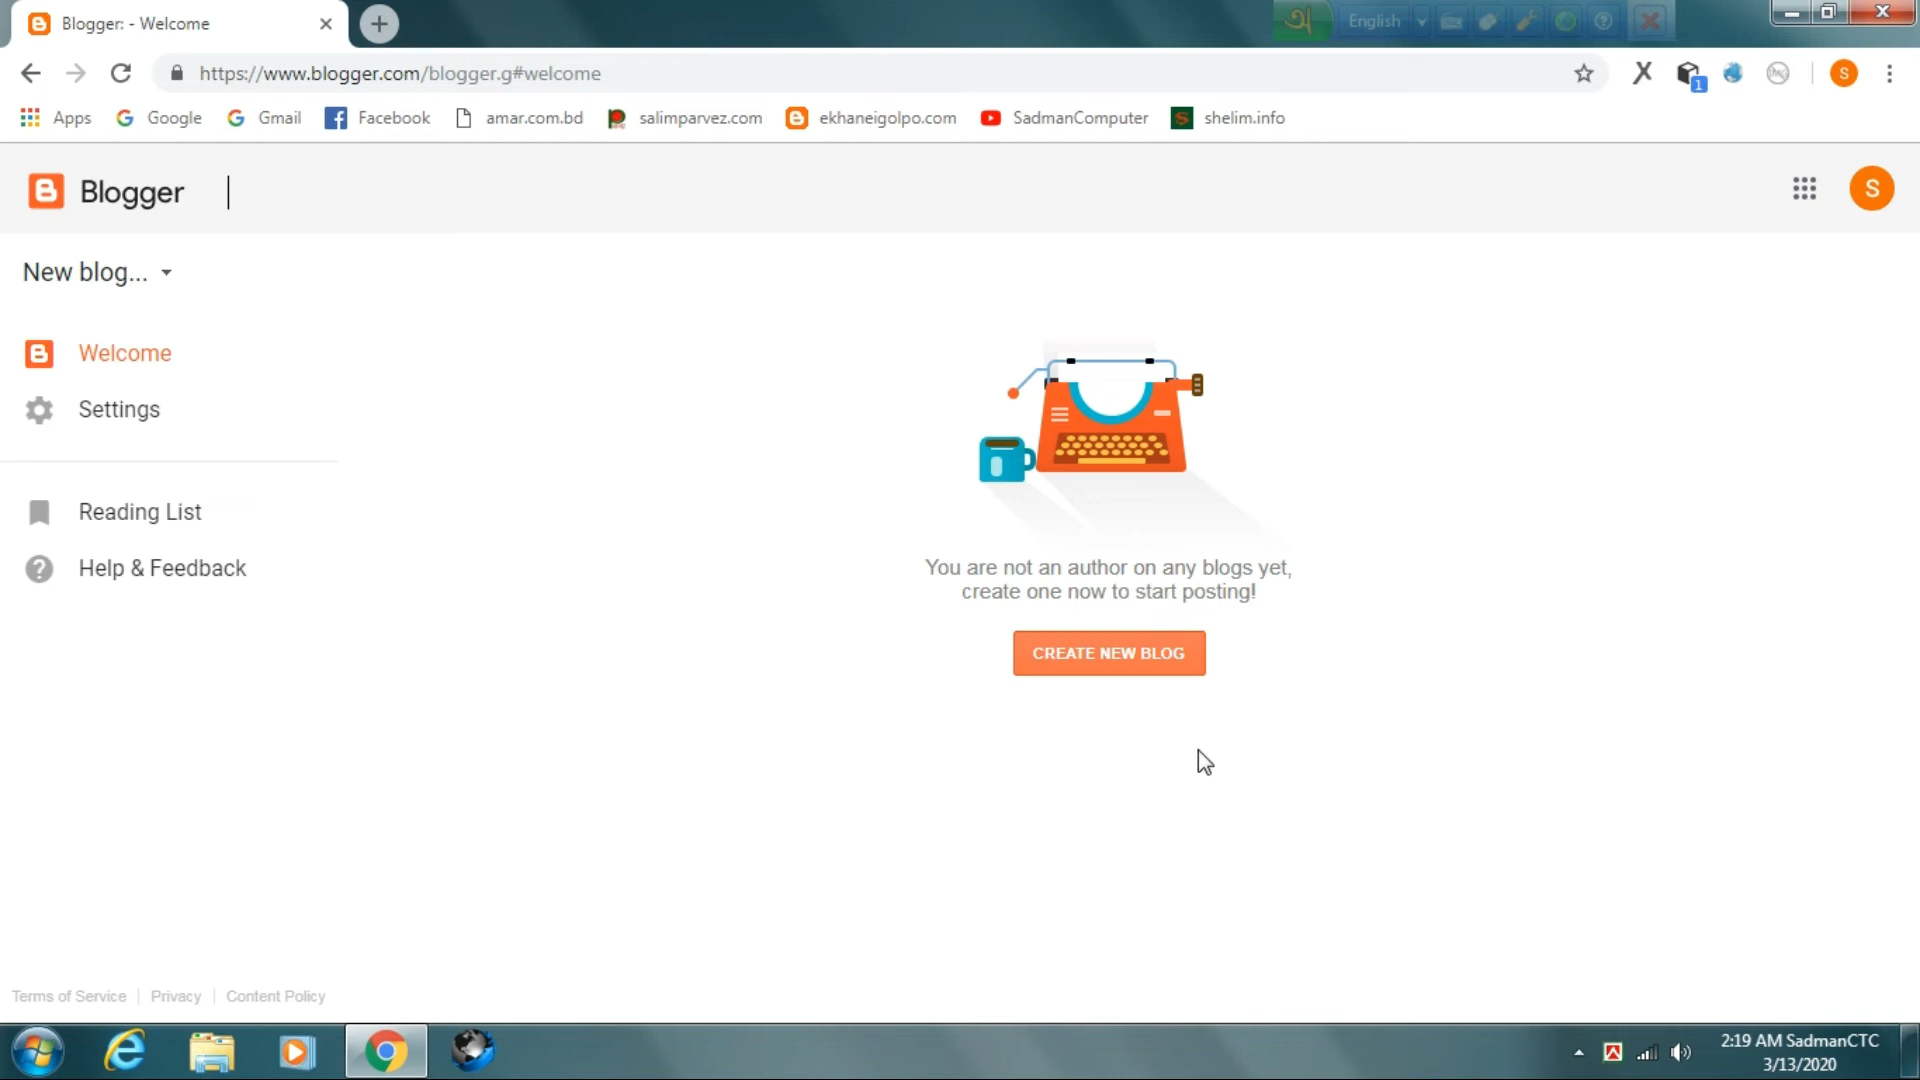 Blogger: - Welcome
English
https://www.blogger.com/blogger.g#welcome
1
S
Apps
Google
Gmail
Facebook
amar.com.bd
salimparvez.com
ekhaneigolpo.com
SadmanComputer
shelim.info
Blogger
S
New blog...
Welcome
Settings
Reading List
Help & Feedback
You are not an author on any blogs yet,
create one now to start posting!
CREATE NEW BLOG
Terms of Service
Privacy
Content Policy
2:19 AM SadmanCTC
3/13/2020